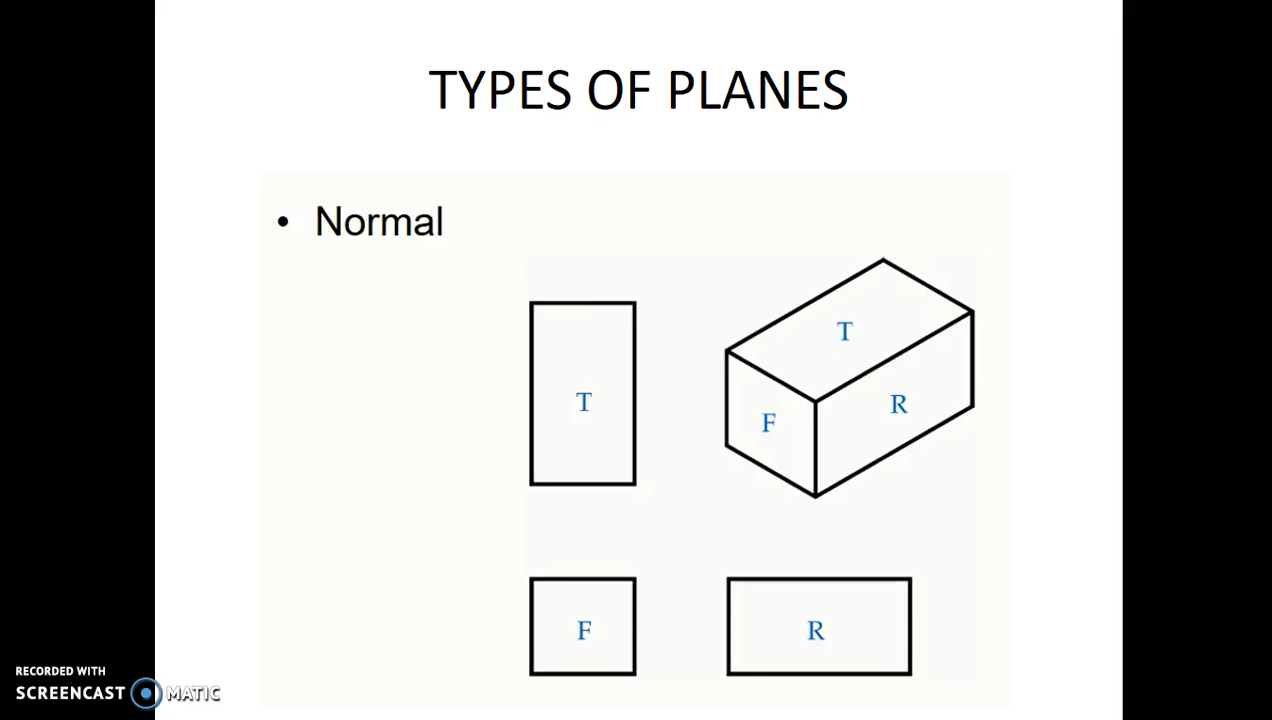 TYPES OF PLANES
• Normal
T
T
F
R
F
R
RECORDED WITH
SCREENCAST MATIC